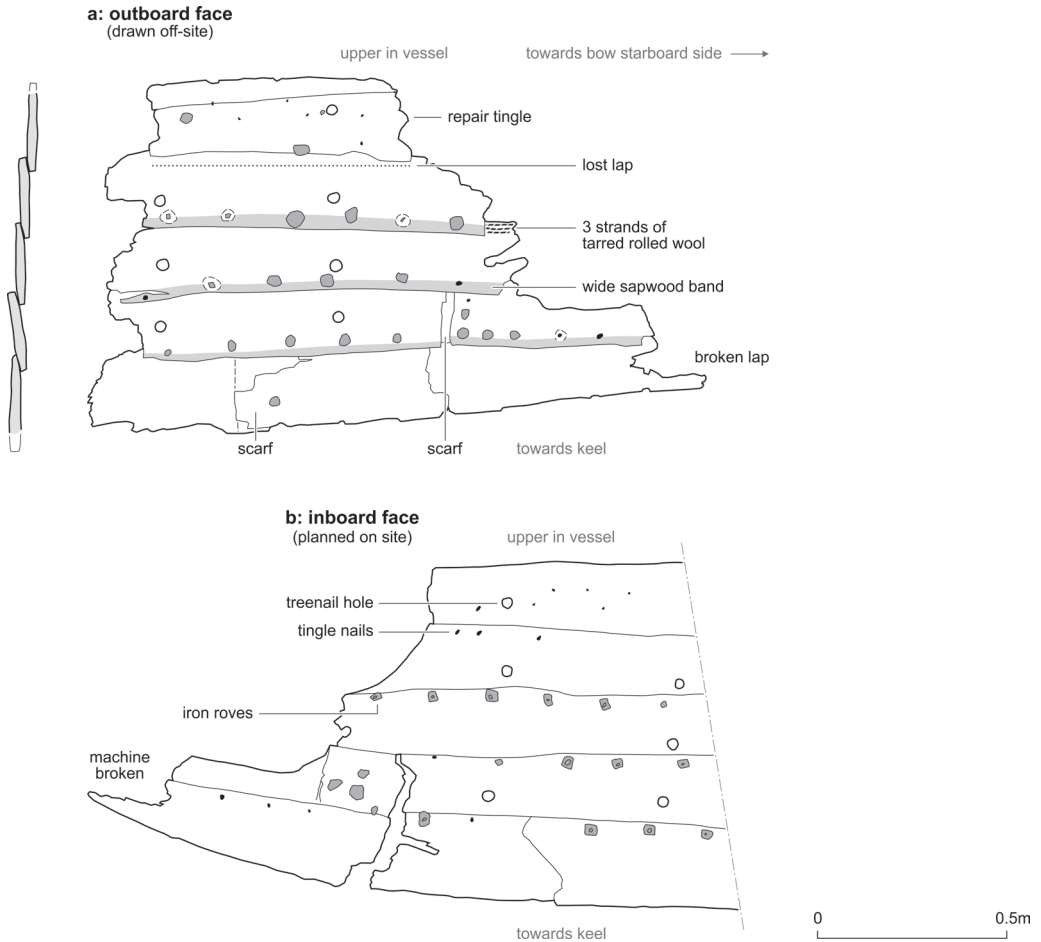 a: outboard face
(drawn off-site)
upper in vessel
towards bow starboard side
repair tingle
lost lap
3 strands of
tarred rolled wool
wide sapwood band
broken lap
scarf
scarf
towards keel
b: inboard face
(planned on site)
upper in vessel
treenail hole
tingle nails
iron roves
machine
broken
towards keel
0
0.5m